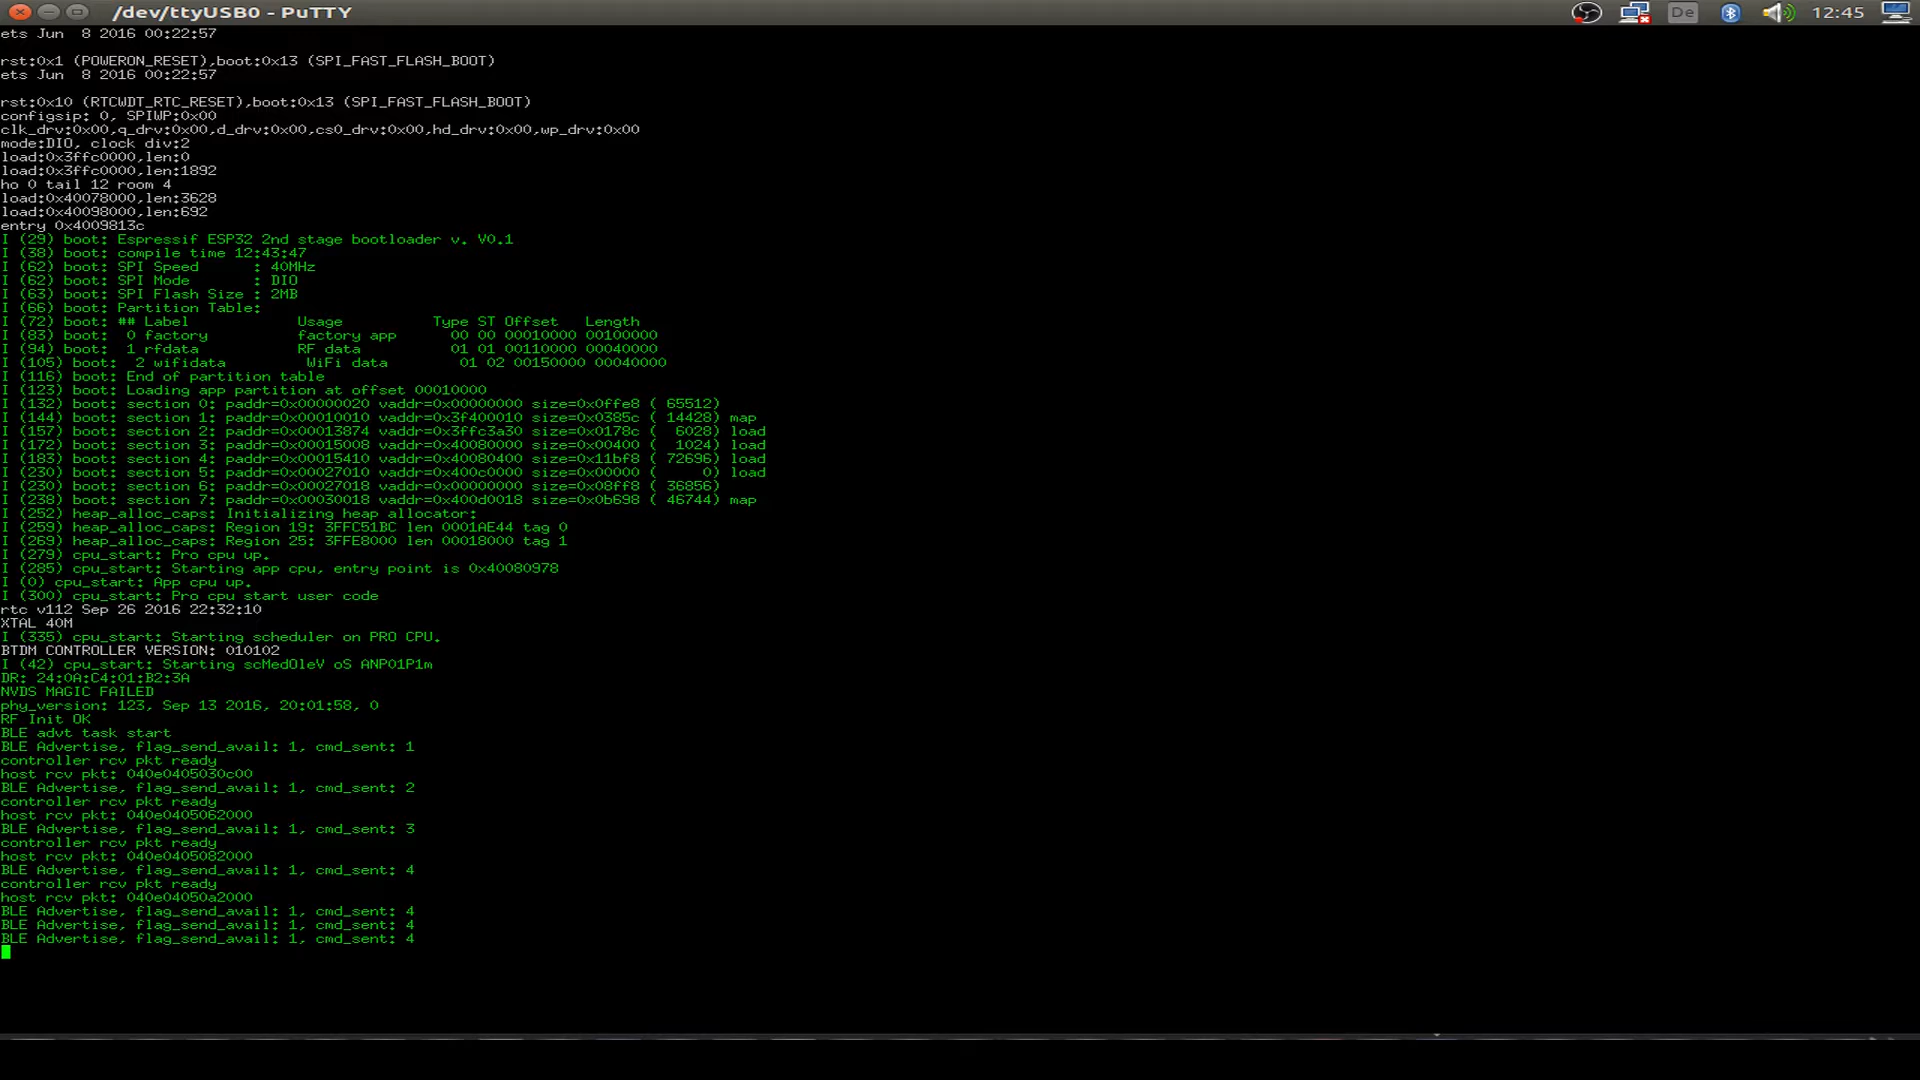 /dev/ttyUSB0 - PuTTY
De
12:45
ets Jun  8 2016 00:22:57
rst:0x1 (POWERON_RESET),boot:0x13 (SPI_FAST_FLASH_BOOT)
ets Jun  8 2016 00:22:57
rst:0x10 (RTCWDT_RTC_RESET),boot:0x13 (SPI_FAST_FLASH_BOOT)
configsip: 0, SPIWP:0x00
clk_drv:0x00,q_drv:0x00,d_drv:0x00,cs0_drv:0x00,hd_drv:0x00,wp_drv:0x00
mode:DIO, clock div:2
load:0x3ffc0000,len:0
load:0x3ffc0000,len:1892
ho 0 tail 12 room 4
load:0x40078000,len:3628
load:0x40098000,len:692
entry 0x4009813c
I (29) boot: Espressif ESP32 2nd stage bootloader v. V0.1
I (38) boot: compile time 12:43:47
I (62) boot: SPI Speed      : 40MHz
I (62) boot: SPI Mode       : DIO
I (63) boot: SPI Flash Size : 2MB
I (66) boot: Partition Table:
I (72) boot: ## Label            Usage          Type ST Offset   Length
I (83) boot:  0 factory          factory app      00 00 00010000 00100000
I (94) boot:  1 rfdata           RF data          01 01 00110000 00040000
I (105) boot:  2 wifidata         WiFi data        01 02 00150000 00040000
I (116) boot: End of partition table
I (123) boot: Loading app partition at offset 00010000
I (132) boot: section 0: paddr=0x00000020 vaddr=0x00000000 size=0x0ffe8 ( 65512)
I (144) boot: section 1: paddr=0x00010010 vaddr=0x3f400010 size=0x0385c ( 14428) map
I (157) boot: section 2: paddr=0x00013874 vaddr=0x3ffc3a30 size=0x0178c (  6028) load
I (172) boot: section 3: paddr=0x00015008 vaddr=0x40080000 size=0x00400 (  1024) load
I (183) boot: section 4: paddr=0x00015410 vaddr=0x40080400 size=0x11bf8 ( 72696) load
I (230) boot: section 5: paddr=0x00027010 vaddr=0x400c0000 size=0x00000 (     0) load
I (230) boot: section 6: paddr=0x00027018 vaddr=0x00000000 size=0x08ff8 ( 36856)
I (238) boot: section 7: paddr=0x00030018 vaddr=0x400d0018 size=0x0b698 ( 46744) map
I (252) heap_alloc_caps: Initializing heap allocator:
I (259) heap_alloc_caps: Region 19: 3FFC51BC len 0001AE44 tag 0
I (269) heap_alloc_caps: Region 25: 3FFE8000 len 00018000 tag 1
I (279) cpu_start: Pro cpu up.
I (285) cpu_start: Starting app cpu, entry point is 0x40080978
I (0) cpu_start: App cpu up.
I (300) cpu_start: Pro cpu start user code
rtc v112 Sep 26 2016 22:32:10
XTAL 40M
I (335) cpu_start: Starting scheduler on PRO CPU.
BTDM CONTROLLER VERSION: 010102
I (42) cpu_start: Starting scMedOleV oS ANP01P1m
DR: 24:0A:C4:01:B2:3A
NVDS MAGIC FAILED
phy_version: 123, Sep 13 2016, 20:01:58, 0
RF Init OK
BLE advt task start
BLE Advertise, flag_send_avail: 1, cmd_sent: 1
controller rcv pkt ready
host rcv pkt: 040e0405030c00
BLE Advertise, flag_send_avail: 1, cmd_sent: 2
controller rcv pkt ready
host rcv pkt: 040e0405062000
BLE Advertise, flag_send_avail: 1, cmd_sent: 3
controller rcv pkt ready
host rcv pkt: 040e0405082000
BLE Advertise, flag_send_avail: 1, cmd_sent: 4
controller rcv pkt ready
host rcv pkt: 040e04050a2000
BLE Advertise, flag_send_avail: 1, cmd_sent: 4
BLE Advertise, flag_send_avail: 1, cmd_sent: 4
BLE Advertise, flag_send_avail: 1, cmd_sent: 4